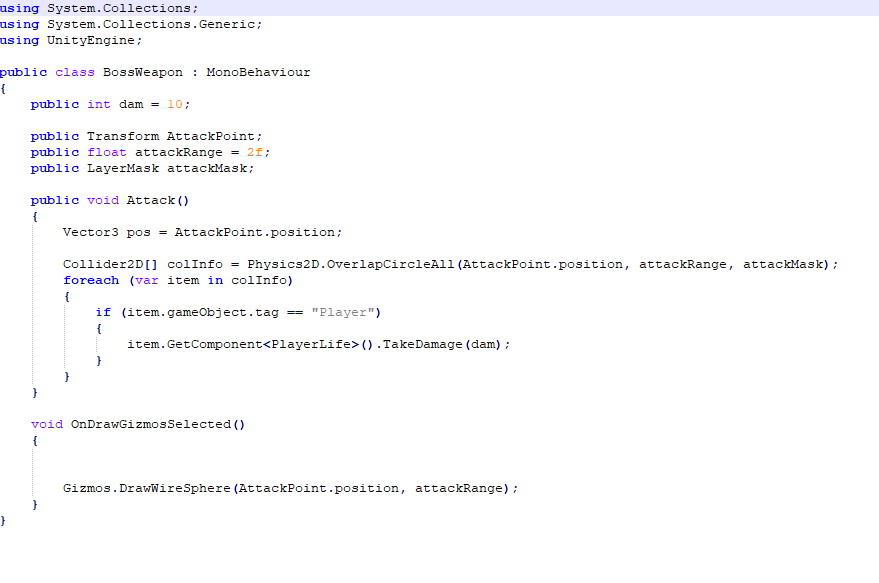 using System.Collections;
using System.Collections.Generic;
using UnityEngine;
public class BossWeapon : MonoBehaviour
{
public int dam = 10;
public Transform AttackPoint;
public float attackRange = 2f;
public LayerMask attackMask;
public void Attack()
{
Vector3 pos = AttackPoint.position;
Collider2D[] colInfo = Physics2D.OverlapCircleAll(AttackPoint.position, attackRange, attackMask);
foreach (var item in colInfo)
{
if (item.gameObject.tag == "Player")
{
item.GetComponent<PlayerLife>().TakeDamage(dam);
}
}
}
void OnDrawGizmosSelected()
{
Gizmos.DrawWireSphere(AttackPoint.position, attackRange);
}
}